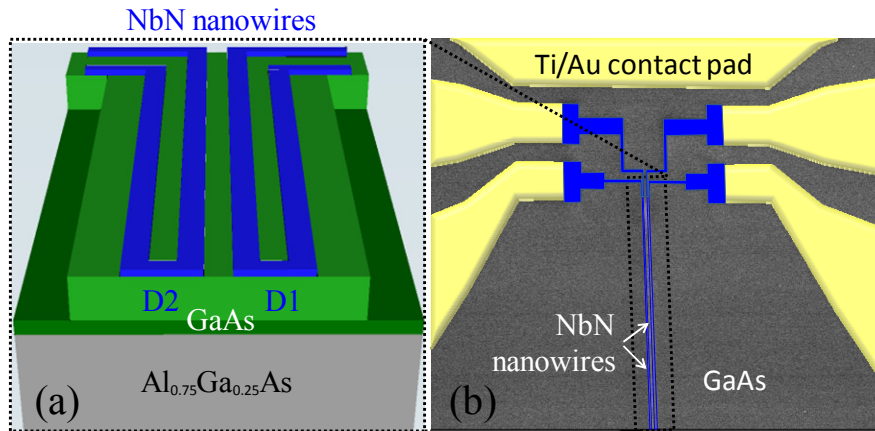 NbN nanowires
D2
D1
GaAs
Al₀.₇₅Ga₀.₂₅As
(a)
Ti/Au contact pad
NbN
nanowires
GaAs
(b)